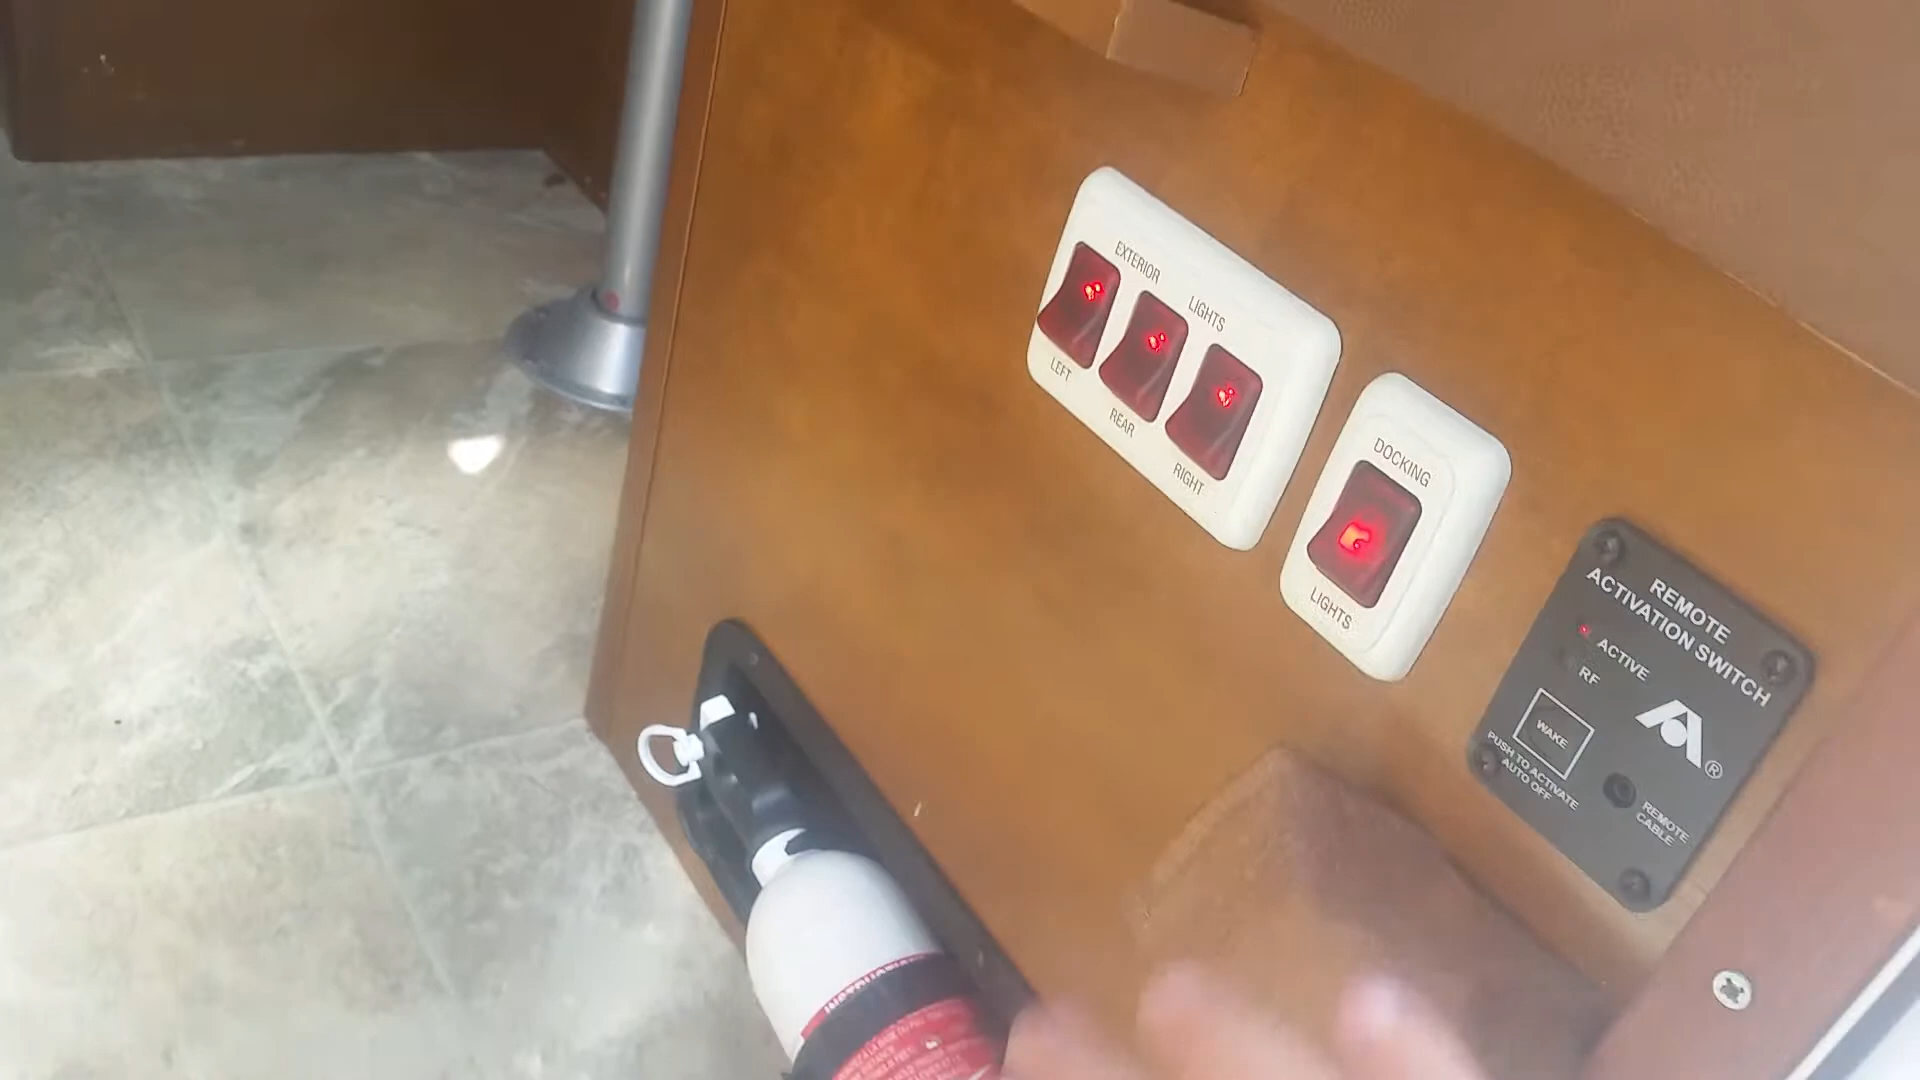 EXTERIOR LIGHTS
LEFT
REAR
RIGHT
DOCKING
LIGHTS
REMOTE
ACTIVATION SWITCH
ACTIVE
RF
WAKE
PUSH TO ACTIVATE
AUTO OFF
®
REMOTE
CABLE